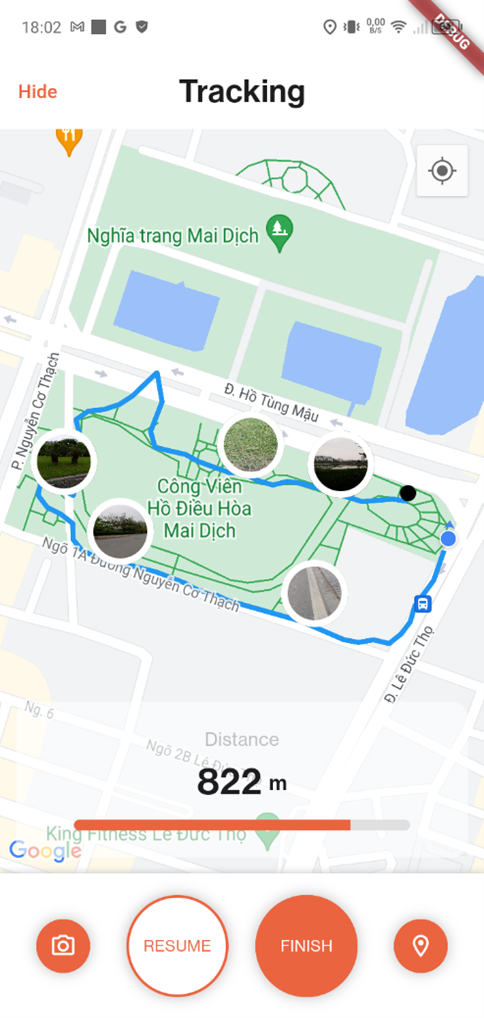 18:02
0,00
B/S
DEBUG
Hide
Tracking
Nghĩa trang Mai Dịch
P. Nguyễn Cơ Thạch
Đ. Hồ Tùng Mậu
Công Viên
Hồ Điều Hòa
Mai Dịch
Ngõ 1A Đường Nguyễn Cơ Thạch
Đ. Lê Đức Thọ
Ng. 6
Distance
Ngõ 2B Lê Đức Thọ
822 m
King Fitness Lê Đức Thọ
Google
RESUME
FINISH